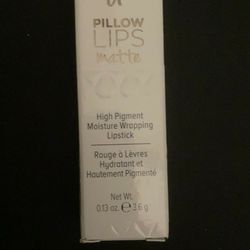 it
PILLOW
LIPS
matte
High Pigment
Moisture Wrapping
Lipstick
Rouge à Lèvres
Hydratant et
Hautement Pigmenté
Net Wt.
0.13 oz. ℮ 3.6 g